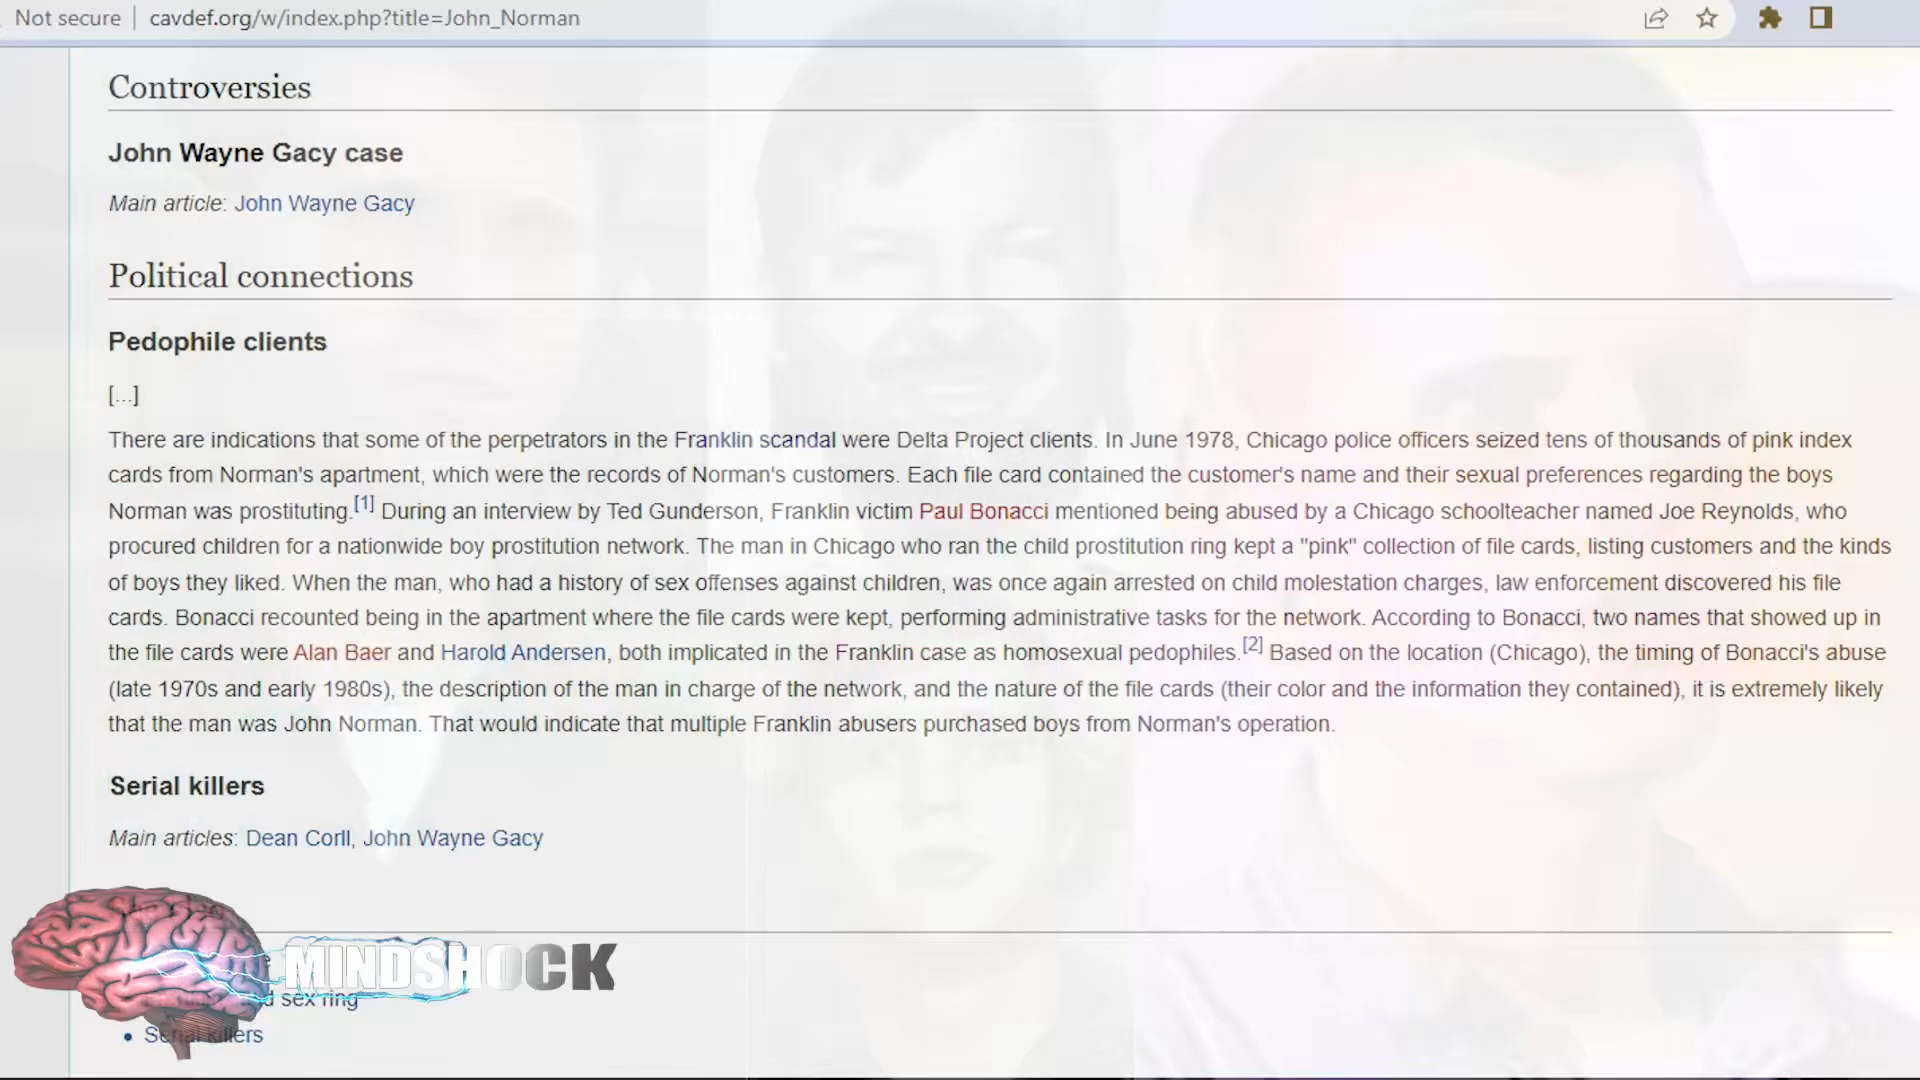 Not secure | cavdef.org/w/index.php?title=John_Norman
Controversies
John Wayne Gacy case
Main article: John Wayne Gacy
Political connections
Pedophile clients
[...]
There are indications that some of the perpetrators in the Franklin scandal were Delta Project clients. In June 1978, Chicago police officers seized tens of thousands of pink index
cards from Norman's apartment, which were the records of Norman's customers. Each file card contained the customer's name and their sexual preferences regarding the boys
Norman was prostituting.[1] During an interview by Ted Gunderson, Franklin victim Paul Bonacci mentioned being abused by a Chicago schoolteacher named Joe Reynolds, who
procured children for a nationwide boy prostitution network. The man in Chicago who ran the child prostitution ring kept a "pink" collection of file cards, listing customers and the kinds
of boys they liked. When the man, who had a history of sex offenses against children, was once again arrested on child molestation charges, law enforcement discovered his file
cards. Bonacci recounted being in the apartment where the file cards were kept, performing administrative tasks for the network. According to Bonacci, two names that showed up in
the file cards were Alan Baer and Harold Andersen, both implicated in the Franklin case as homosexual pedophiles.[2] Based on the location (Chicago), the timing of Bonacci's abuse
(late 1970s and early 1980s), the description of the man in charge of the network, and the nature of the file cards (their color and the information they contained), it is extremely likely
that the man was John Norman. That would indicate that multiple Franklin abusers purchased boys from Norman's operation.
Serial killers
Main articles: Dean Corll, John Wayne Gacy
MINDSHOCK
sex ring
Serial killers